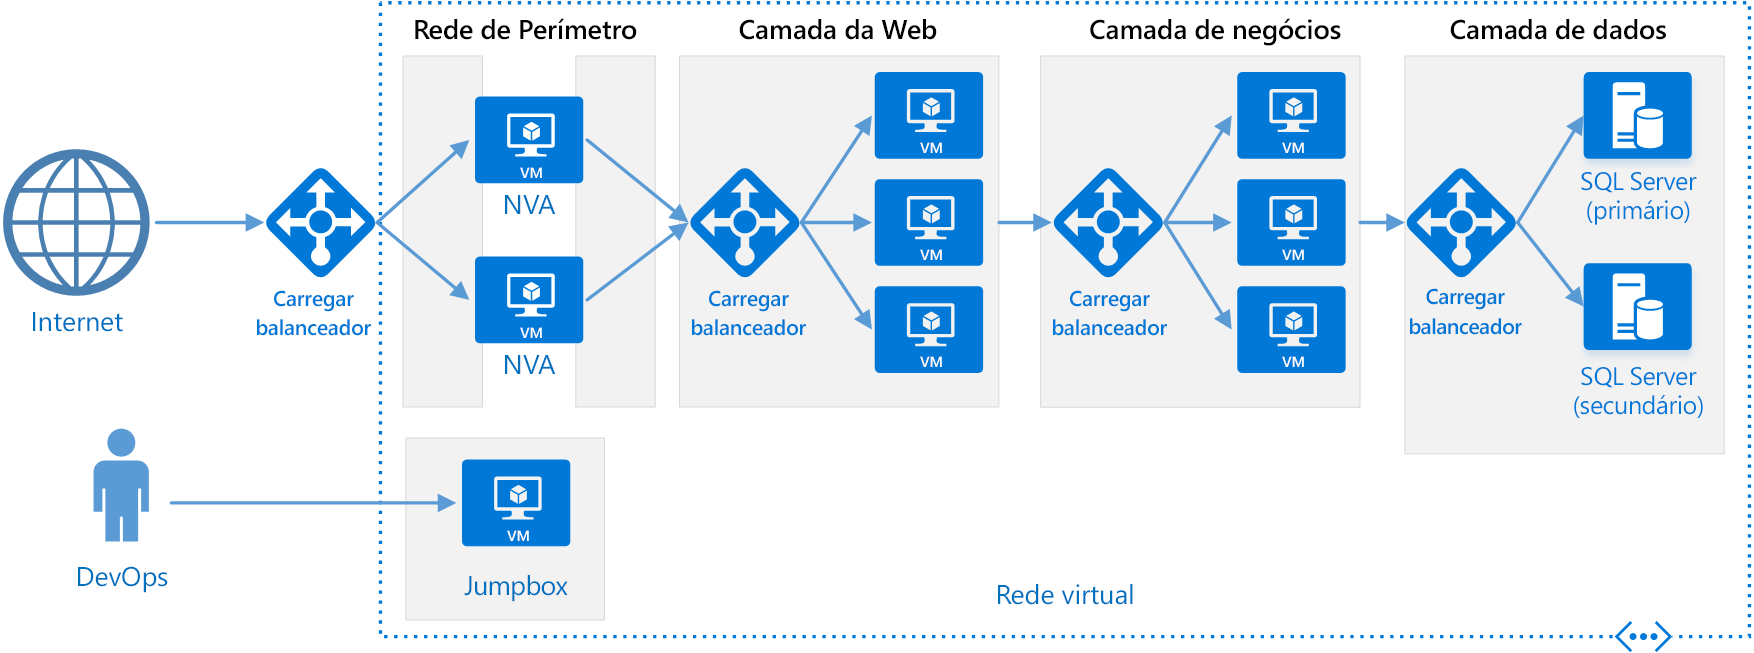 Rede de Perímetro
Camada da Web
Camada de negócios
Camada de dados
VM
NVA
VM
NVA
VM
VM
VM
VM
VM
VM
SQL Server
(primário)
SQL Server
(secundário)
Internet
Carregar
balanceador
Carregar
balanceador
Carregar
balanceador
Carregar
balanceador
DevOps
VM
Jumpbox
Rede virtual